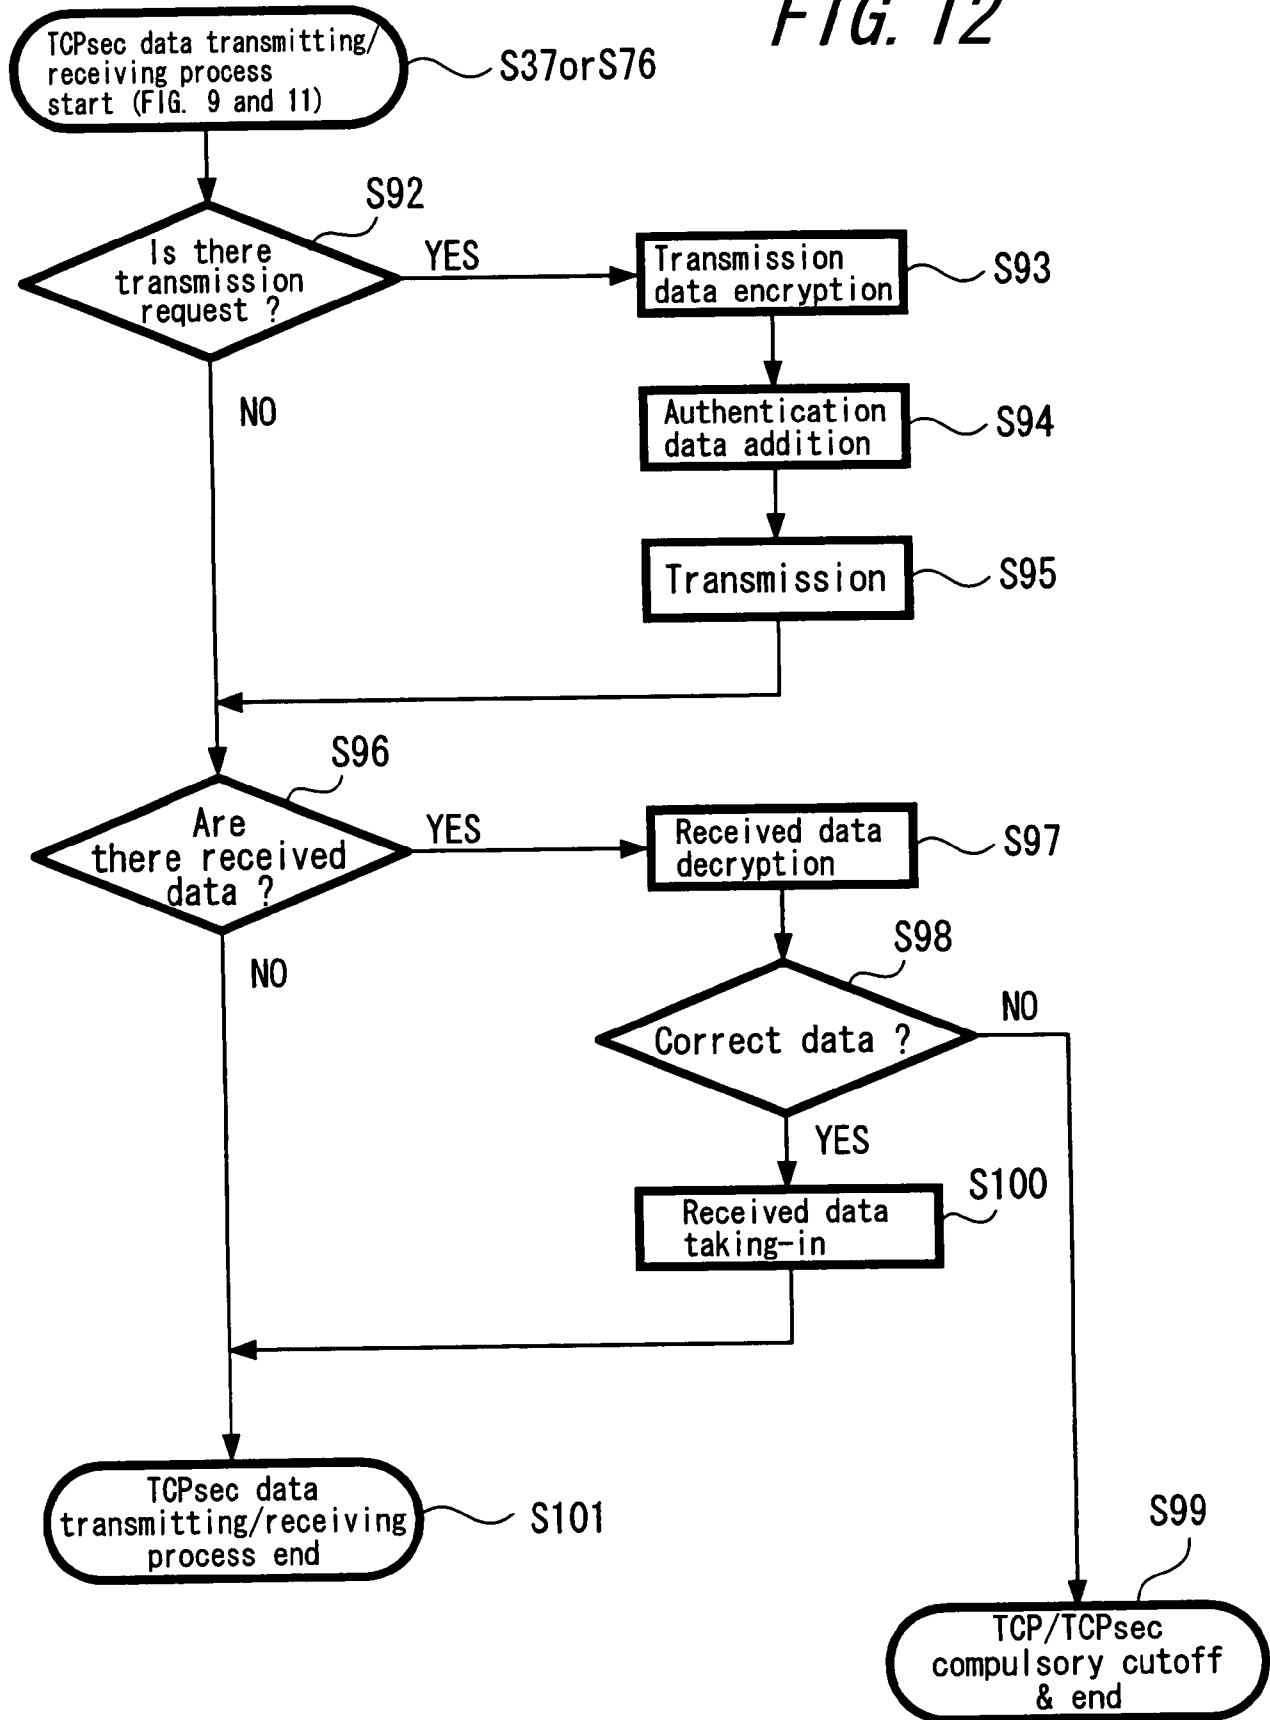 FIG. 12
TCPsec data transmitting/
receiving process
start (FIG. 9 and 11)
S37orS76
S92
Is there
transmission
request ?
YES
NO
Transmission
data encryption
S93
Authentication
data addition
S94
Transmission
S95
S96
Are
there received
data ?
YES
NO
Received data
decryption
S97
S98
Correct data ?
NO
YES
S100
Received data
taking-in
TCPsec data
transmitting/receiving
process end
S101
S99
TCP/TCPsec
compulsory cutoff
& end